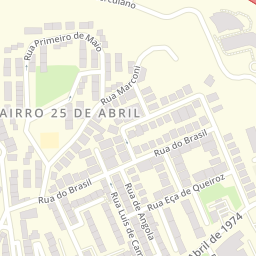 rculano
Rua Primeiro de Maio
Rua Marconi
AIRRO 25 DE ABRIL
Rua do Brasil
Rua do Brasil
Rua Eça de Queiroz
Rua de Angola
Rua Luís de Cam
Abril de 1974